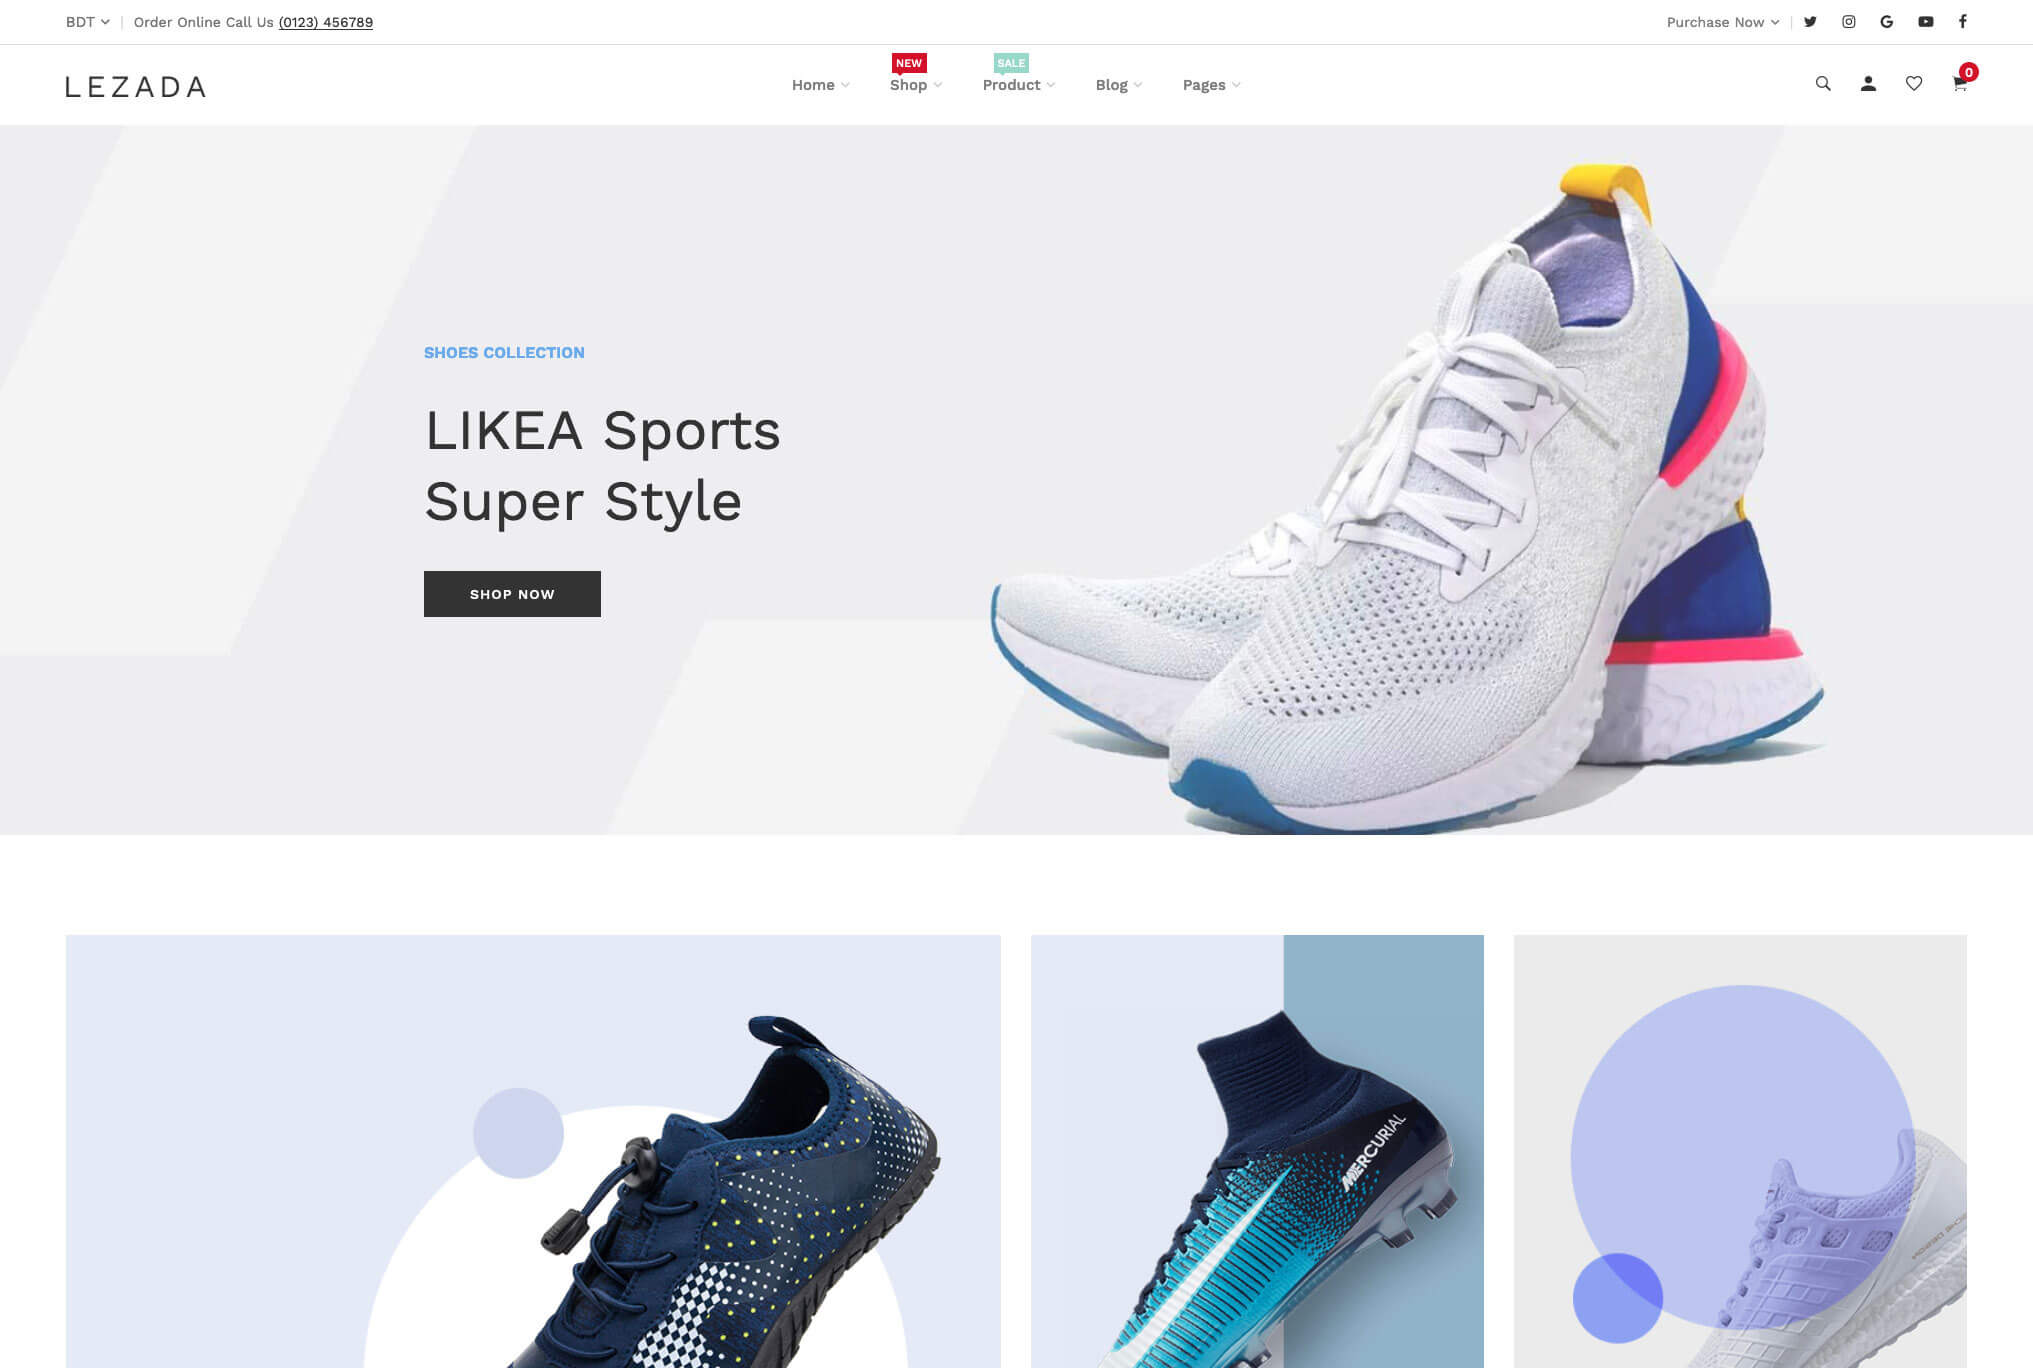 BDT | Order Online Call Us (0123) 456789
Purchase Now |
NEW
SALE
LEZADA
Home
Shop
Product
Blog
Pages
0
SHOES COLLECTION
LIKEA Sports
Super Style
SHOP NOW
MERCURIAL